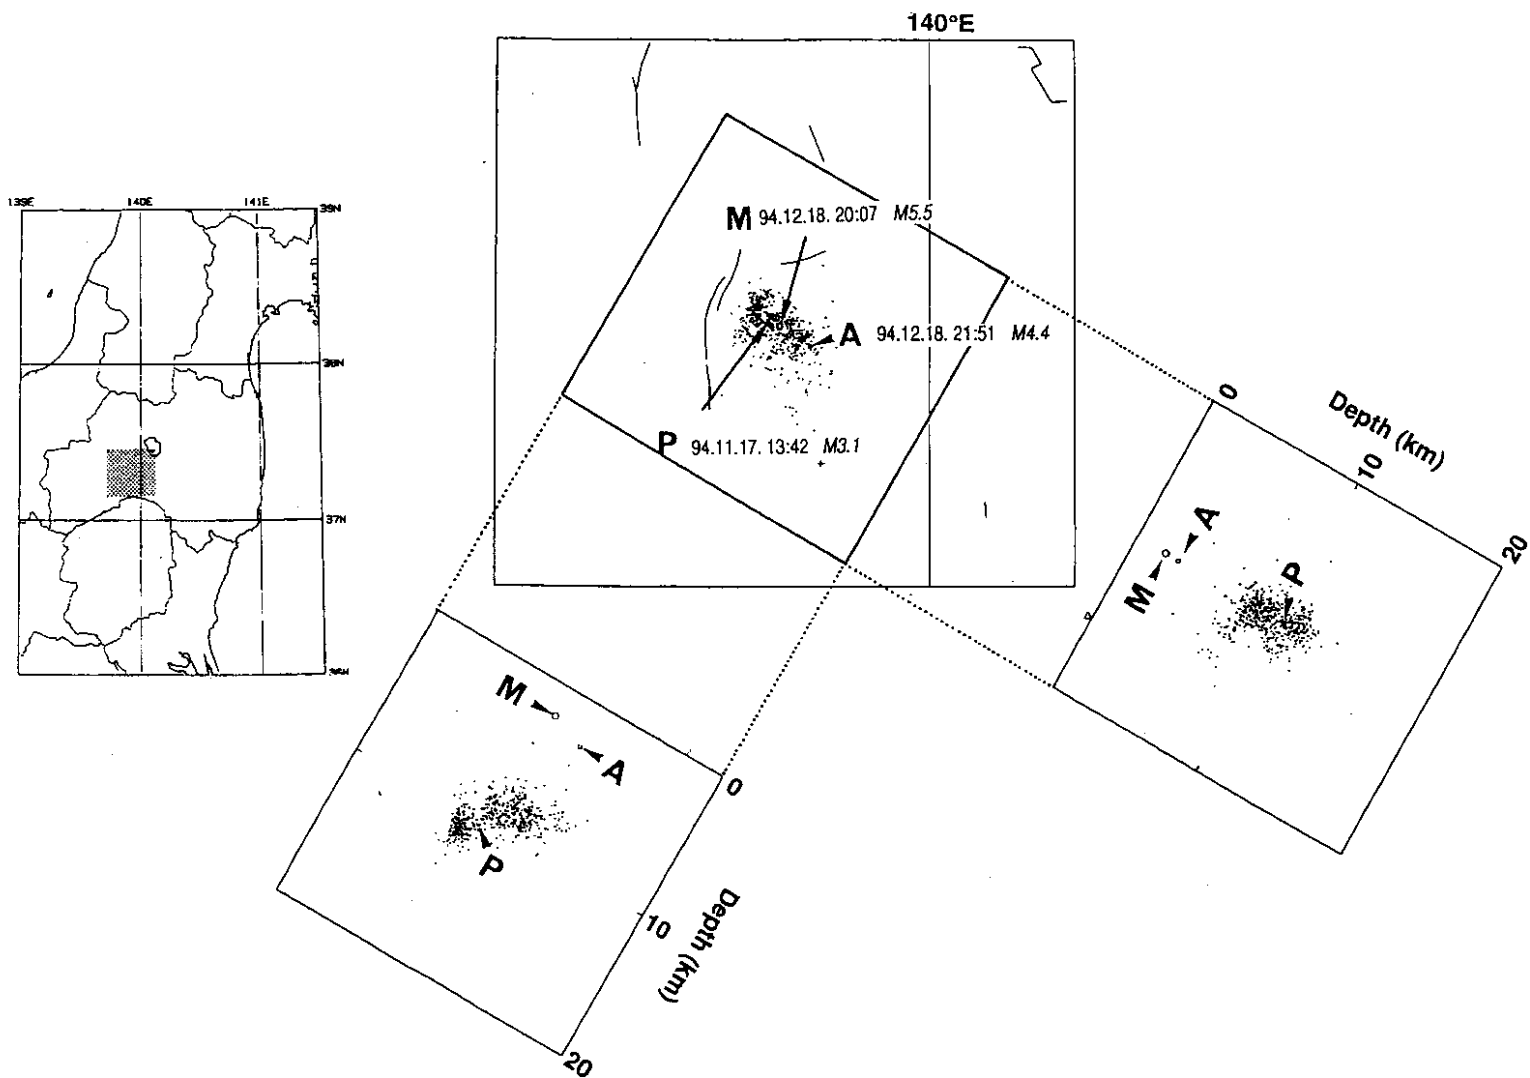 140°E
139E 140E 141E
39N
38N
37N
36N
M 94.12.18. 20:07 M5.5
A 94.12.18. 21:51 M4.4
P 94.11.17. 13:42 M3.1
0
Depth (km)
10
20
A
M
P
M
A
P
0
10
Depth (km)
20